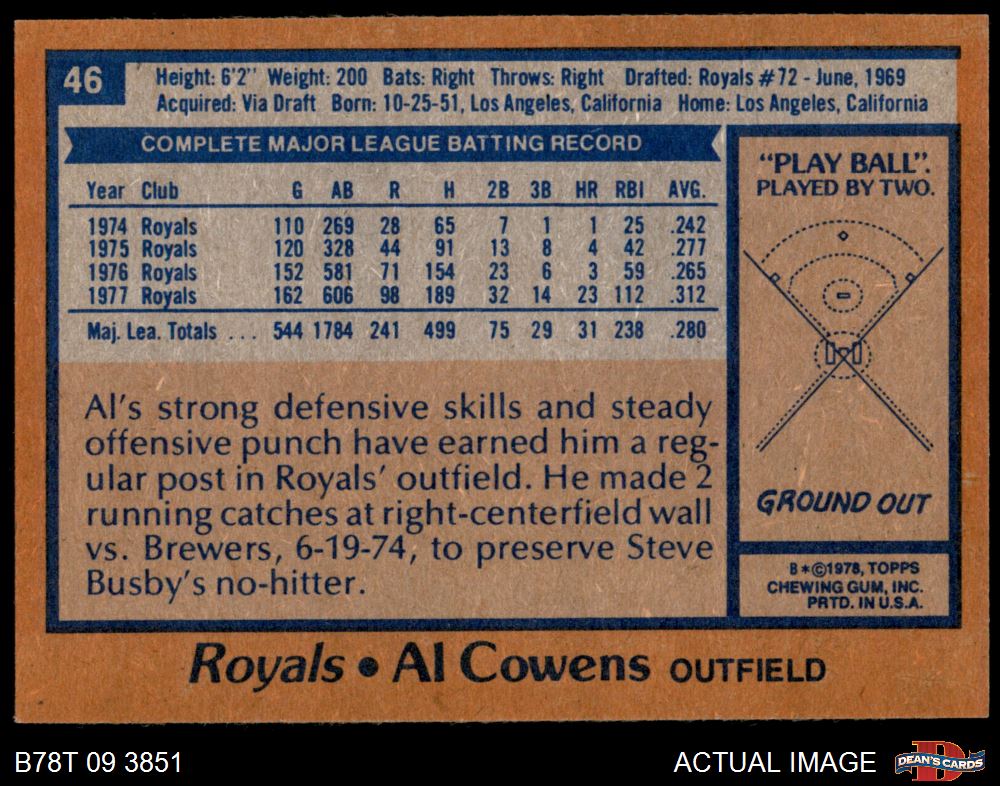 46
Height: 6'2" Weight: 200 Bats: Right Throws: Right Drafted: Royals #72 - June, 1969
Acquired: Via Draft Born: 10-25-51, Los Angeles, California Home: Los Angeles, California
COMPLETE MAJOR LEAGUE BATTING RECORD
Year Club G AB R H 2B 3B HR RBI AVG.
1974 Royals 110 269 28 65 7 1 1 25 .242
1975 Royals 120 328 44 91 13 8 4 42 .277
1976 Royals 152 581 71 154 23 6 3 59 .265
1977 Royals 162 606 98 189 32 14 23 112 .312
Maj. Lea. Totals . . . 544 1784 241 499 75 29 31 238 .280
Al's strong defensive skills and steady
offensive punch have earned him a reg-
ular post in Royals' outfield. He made 2
running catches at right-centerfield wall
vs. Brewers, 6-19-74, to preserve Steve
Busby's no-hitter.
"PLAY BALL".
PLAYED BY TWO.
GROUND OUT
B*©1978, TOPPS
CHEWING GUM, INC.
PRTD. IN U.S.A.
Royals • Al Cowens OUTFIELD
B78T 09 3851
ACTUAL IMAGE
D
DEAN'S CARDS